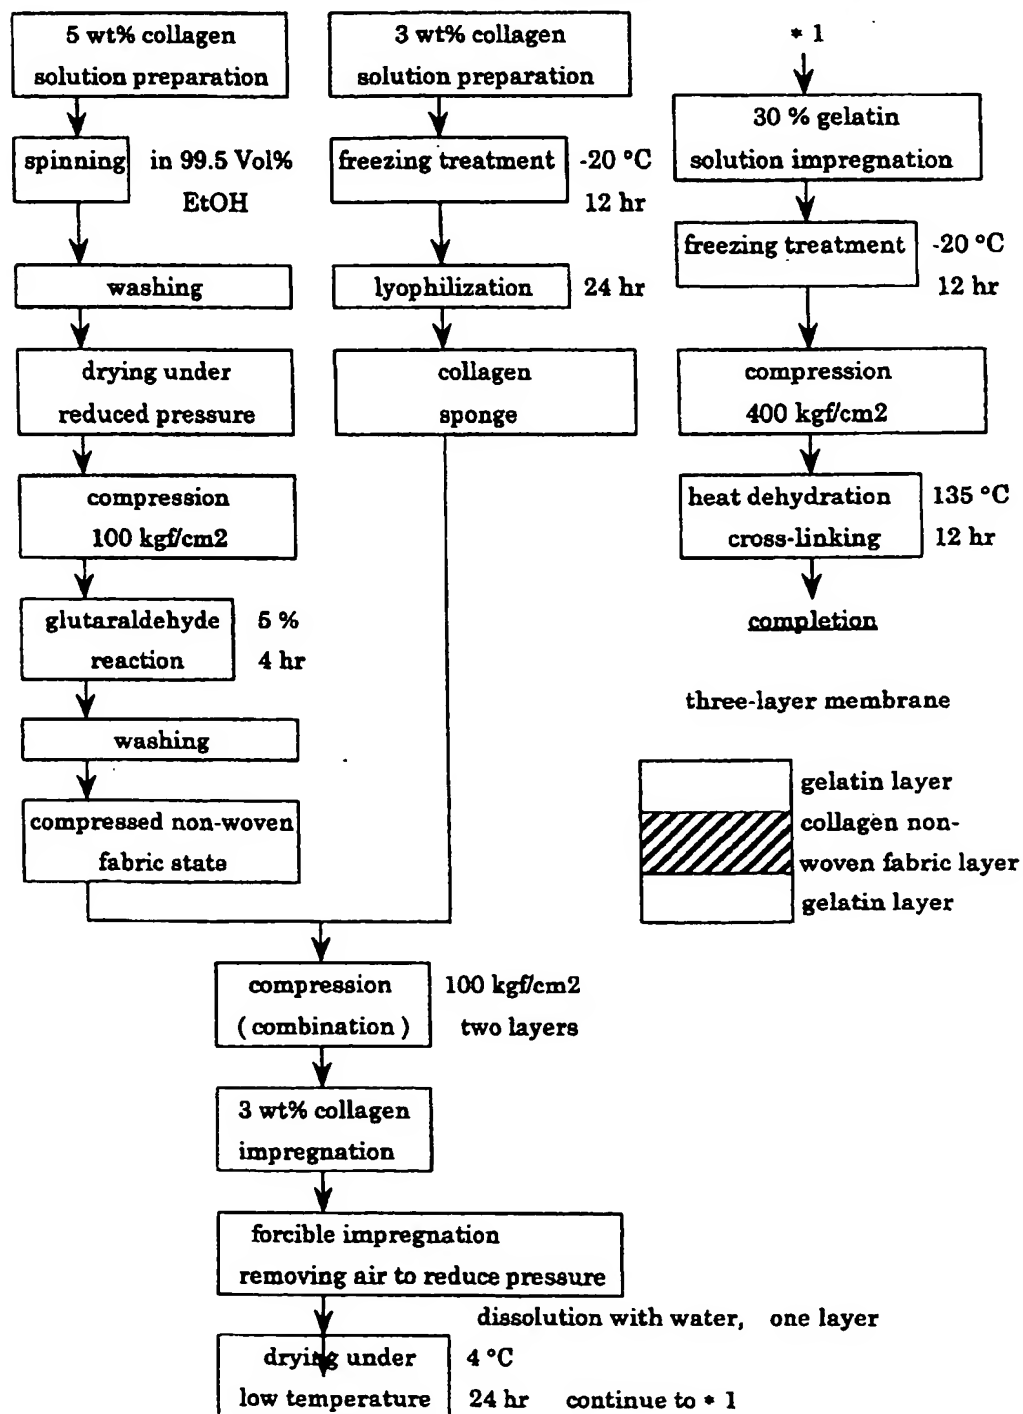 5 wt% collagen
solution preparation
spinning
in 99.5 Vol%
EtOH
washing
drying under
reduced pressure
compression
100 kgf/cm2
glutaraldehyde
reaction
5 %
4 hr
washing
compressed non-woven
fabric state
3 wt% collagen
solution preparation
freezing treatment
-20 °C
12 hr
lyophilization
24 hr
collagen
sponge
compression
( combination )
100 kgf/cm2
two layers
3 wt% collagen
impregnation
forcible impregnation
removing air to reduce pressure
dissolution with water, one layer
drying under
low temperature
4 °C
24 hr continue to * 1
* 1
30 % gelatin
solution impregnation
freezing treatment
-20 °C
12 hr
compression
400 kgf/cm2
heat dehydration
cross-linking
135 °C
12 hr
completion
three-layer membrane
gelatin layer
collagen non-
woven fabric layer
gelatin layer